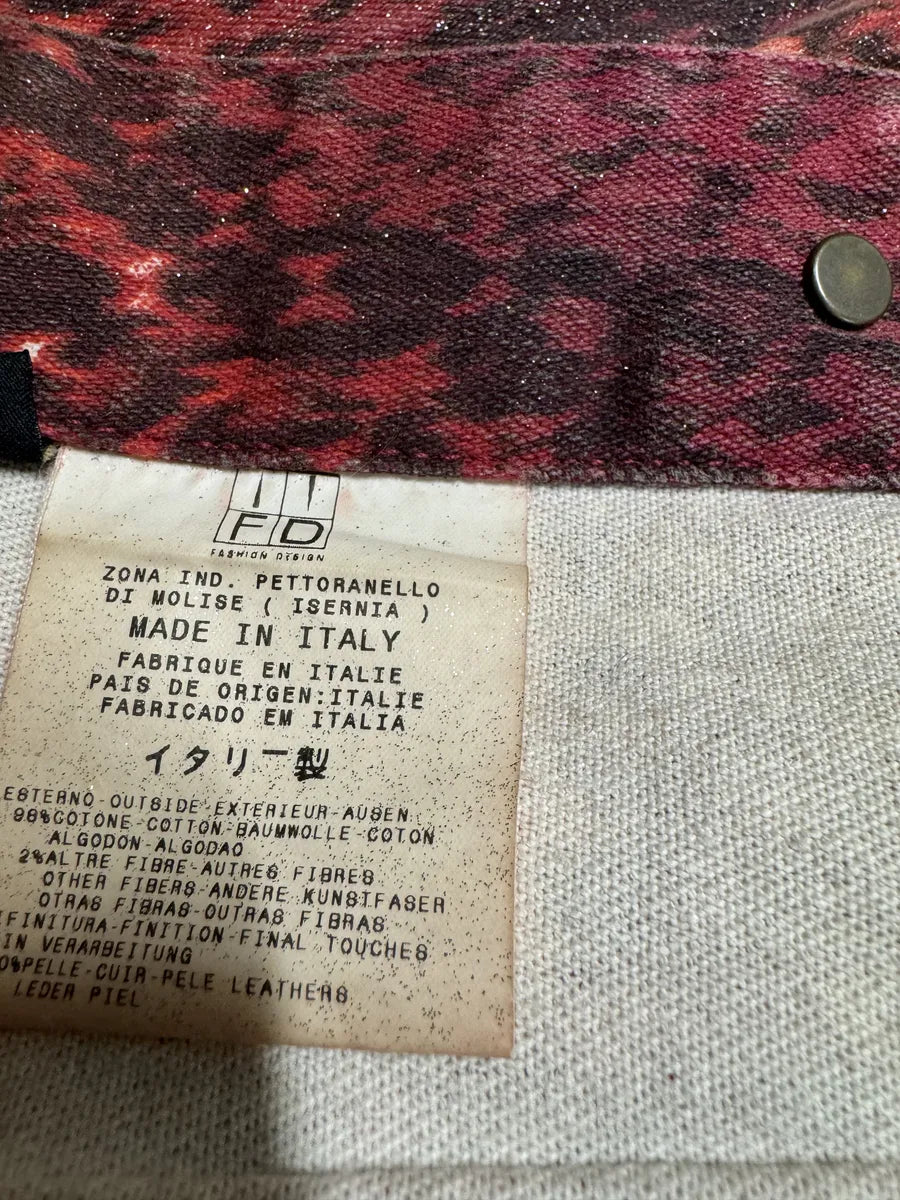 FD
FASHION DESIGN
ZONA IND. PETTORANELLO
DI MOLISE ( ISERNIA )
MADE IN ITALY
FABRIQUE EN ITALIE
PAIS DE ORIGEN:ITALIE
FABRICADO EM ITALIA
イタリー製
ESTERNO-OUTSIDE-EXTERIEUR-AUSEN
98%COTONE-COTTON-BAUMWOLLE-COTON
ALGODON-ALGODAO
2%ALTRE FIBRE-AUTRES FIBRES
OTHER FIBERS-ANDERE KUNSTFASER
OTRAS FIBRAS-OUTRAS FIBRAS
IFINITURA-FINITION-FINAL TOUCHES
IN VERARBEITUNG
0%PELLE-CUIR-PELE LEATHERS
LEDER PIEL